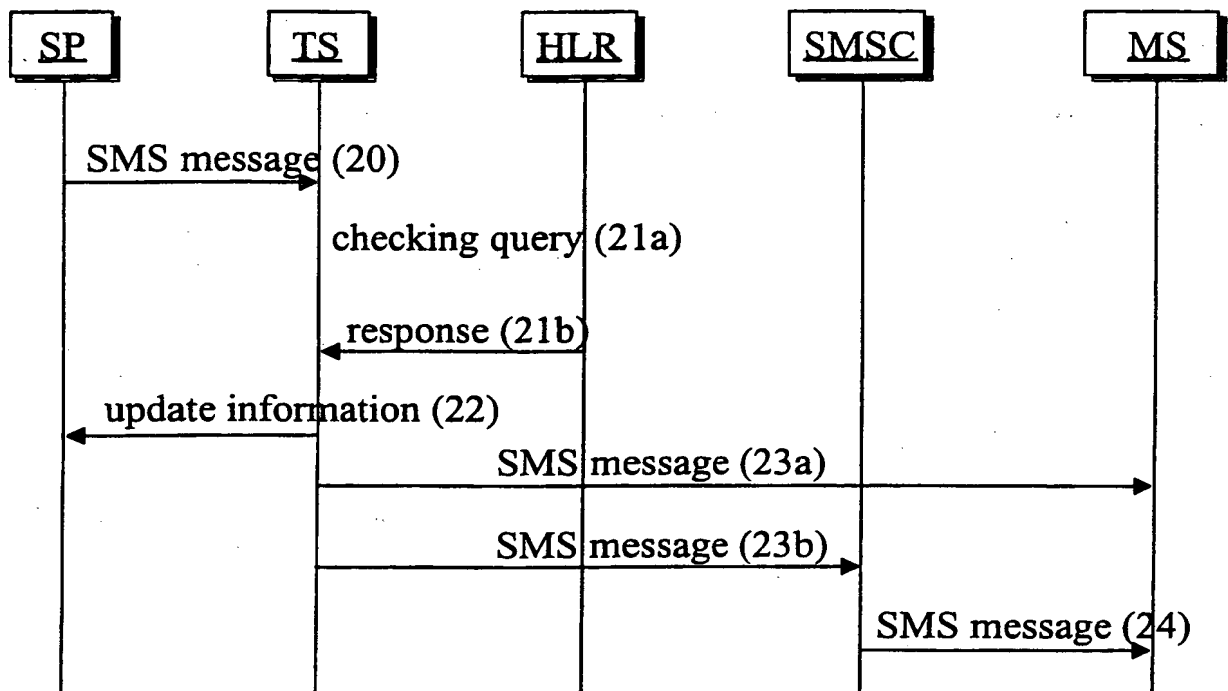 SP TS HLR SMSC MS
SMS message (20)
checking query (21a)
response (21b)
update information (22)
SMS message (23a)
SMS message (23b)
SMS message (24)